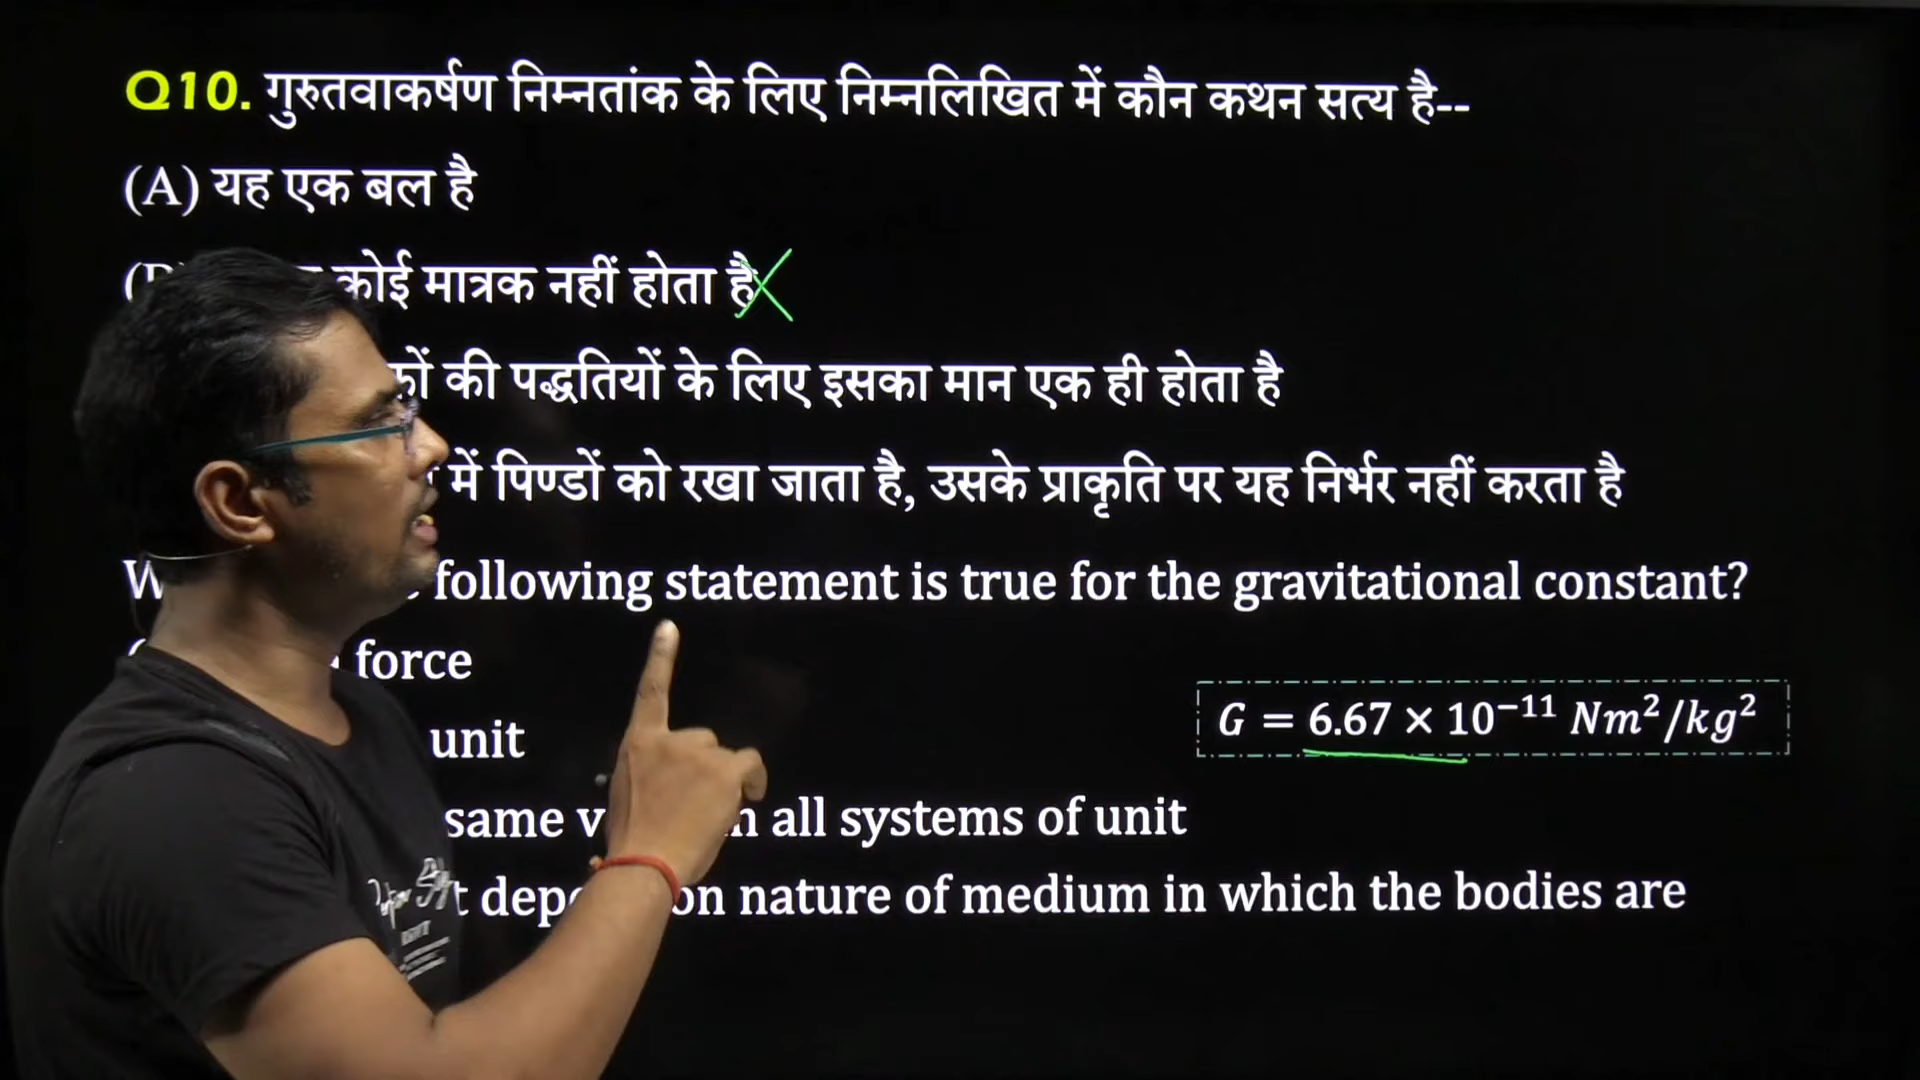 Q10. गुरुतवाकर्षण निम्नतांक के लिए निम्नलिखित में कौन कथन सत्य है--
(A) यह एक बल है
कोई मात्रक नहीं होता है
की पद्धतियों के लिए इसका मान एक ही होता है
में पिण्डों को रखा जाता है, उसके प्राकृति पर यह निर्भर नहीं करता है
following statement is true for the gravitational constant?
force
G = 6.67 × 10⁻¹¹ Nm²/kg²
unit
same all systems of unit
on nature of medium in which the bodies are